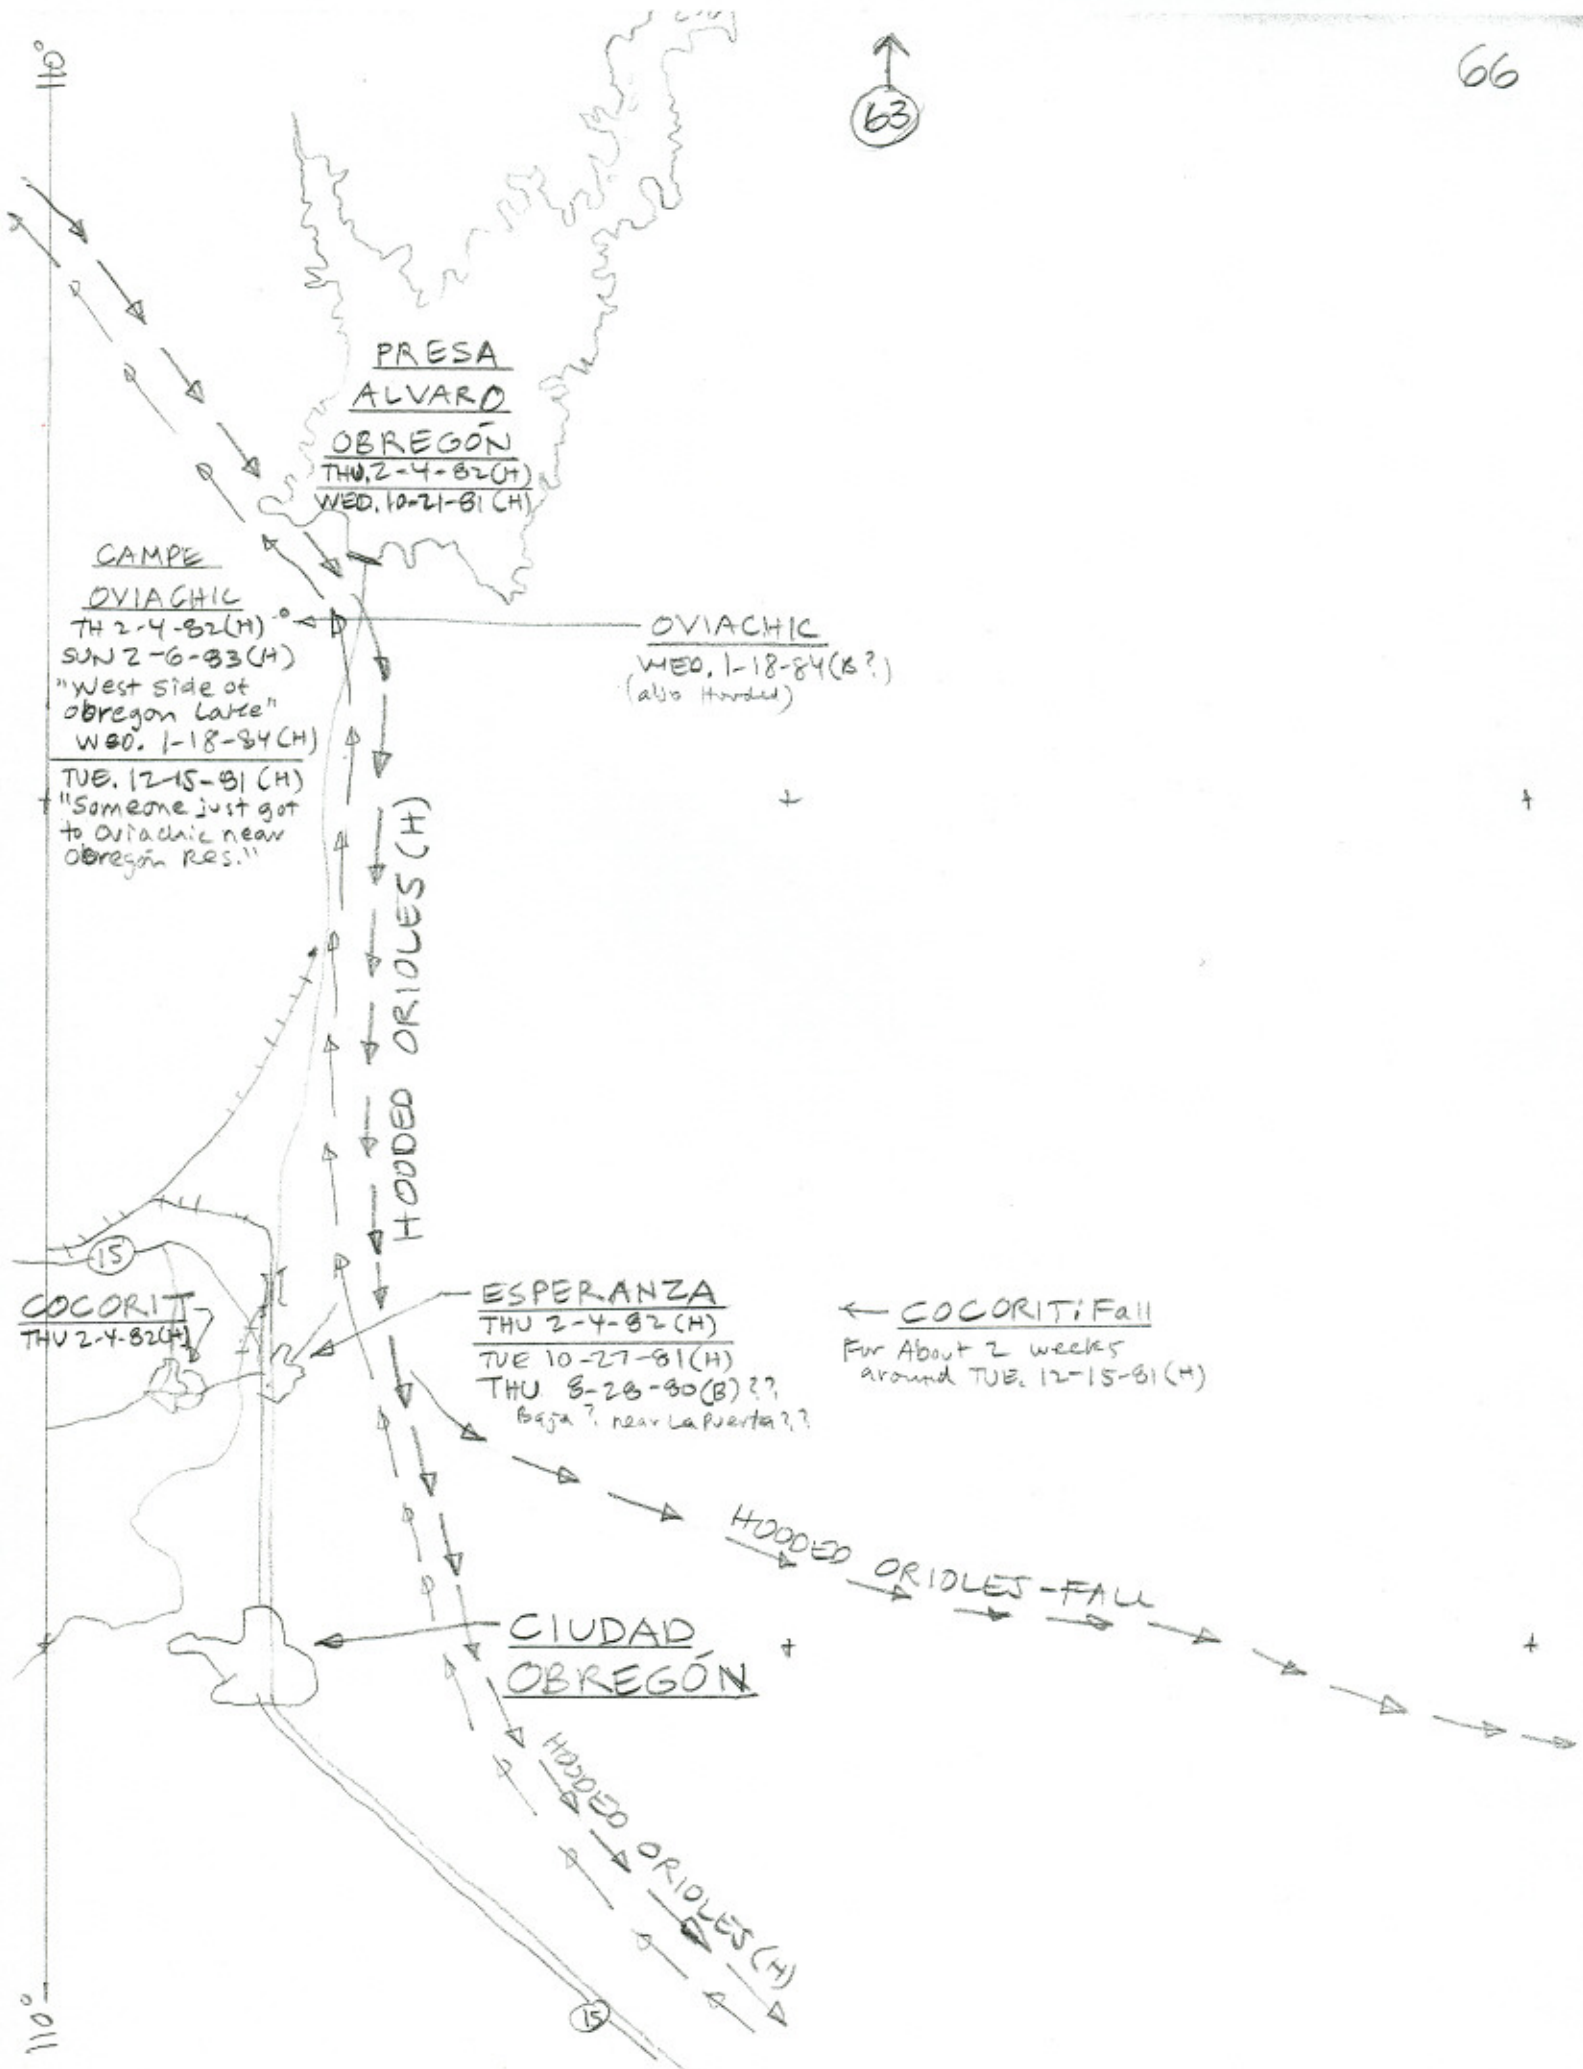 110°
63
66
PRESA
ALVARO
OBREGÓN
THU. 2-4-82(H)
WED. 10-21-81(H)
CAMPE
OVIACHIC
TH 2-4-82(H)
SUN 2-6-83(H)
"West side of
Obregon Lake"
WED. 1-18-84(H)
TUE. 12-15-81(H)
"Someone just got
to Oviachic near
Obregón Res."
OVIACHIC
WED. 1-18-84(B?)
(also Hooded)
HOODED ORIOLES (H)
15
COCORIT
THU 2-4-82(H)
ESPERANZA
THU 2-4-82(H)
TUE 10-27-81(H)
THU 8-28-80(B)??
Baja? near La Puerta??
COCORIT: Fall
For About 2 weeks
around TUE. 12-15-81(H)
HOODED ORIOLES-FALL
CIUDAD
OBREGÓN
HOODED ORIOLES (H)
15
110°